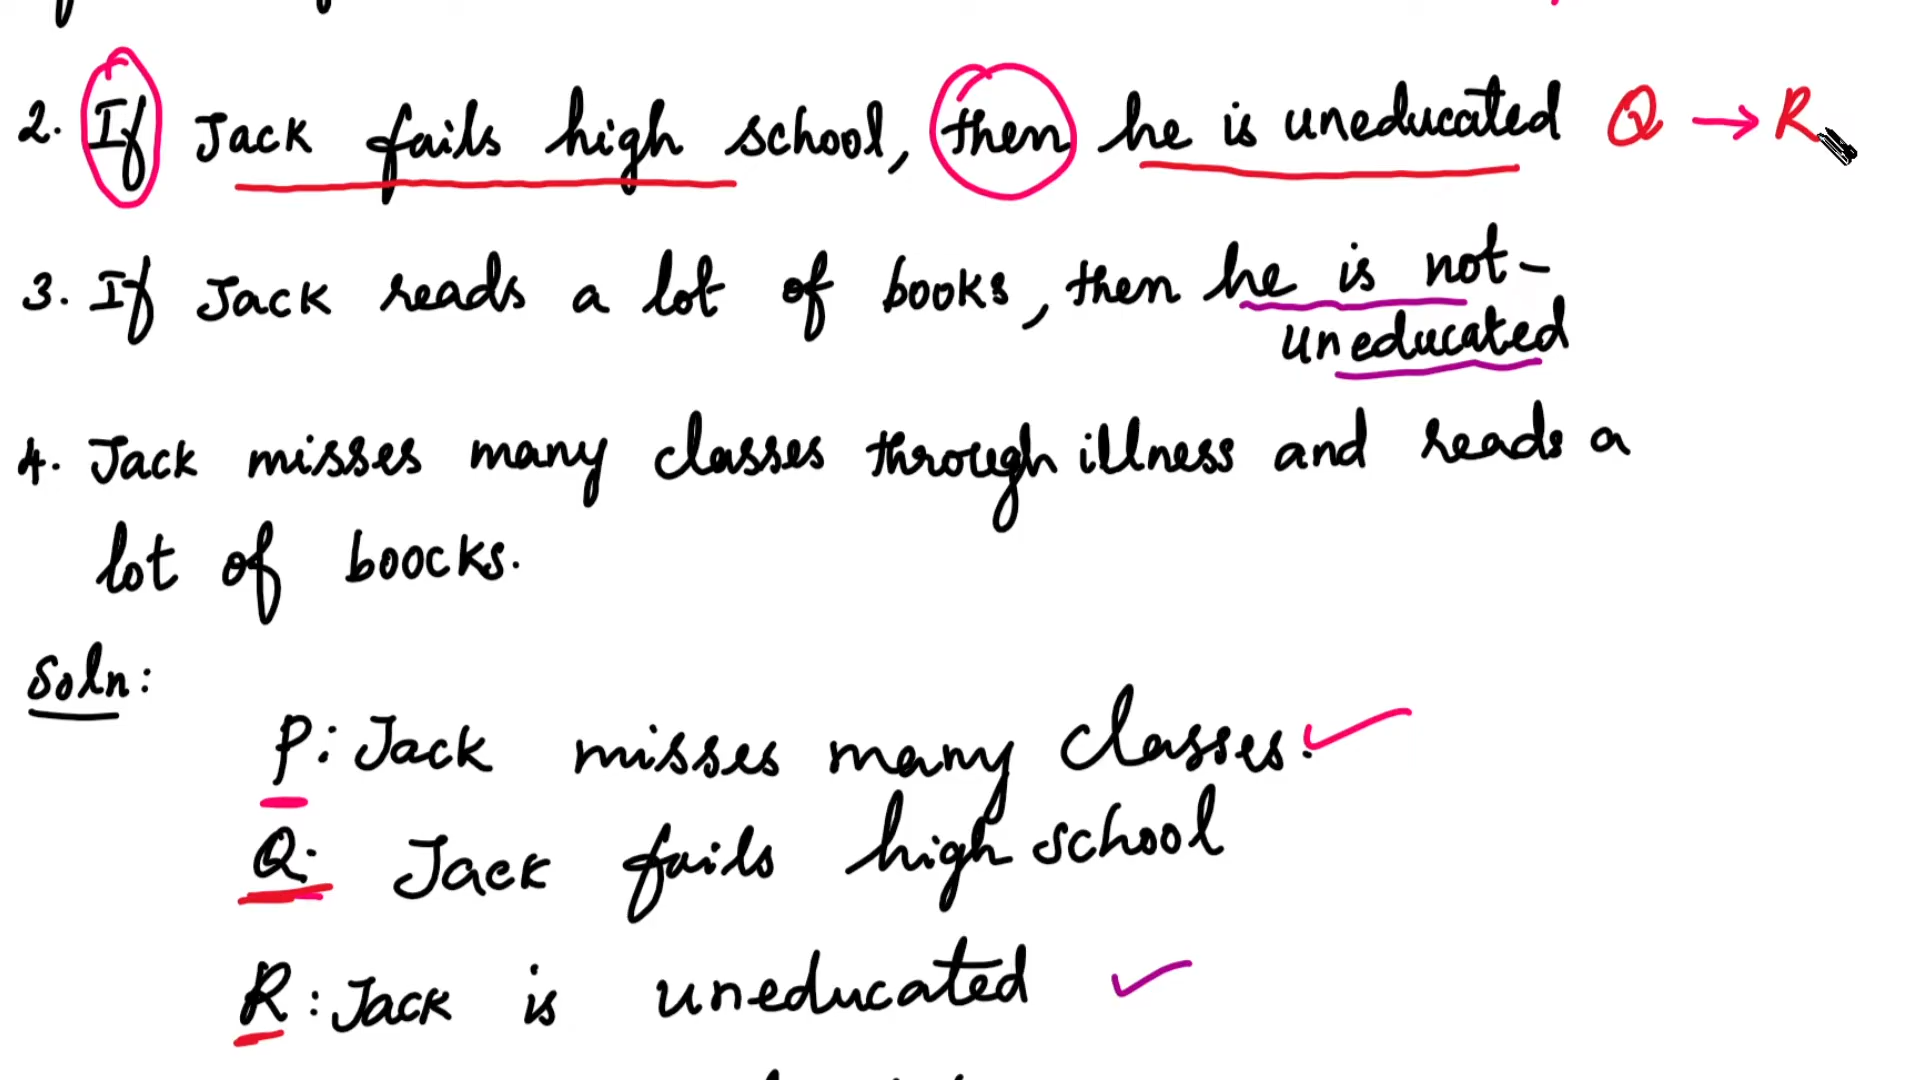 2. If Jack fails high school, then he is uneducated Q → R
3. If Jack reads a lot of books, then he is not-
uneducated
4. Jack misses many classes through illness and reads a
lot of boocks.
Soln:
P: Jack misses many classes.
Q: Jack fails high school
R: Jack is uneducated